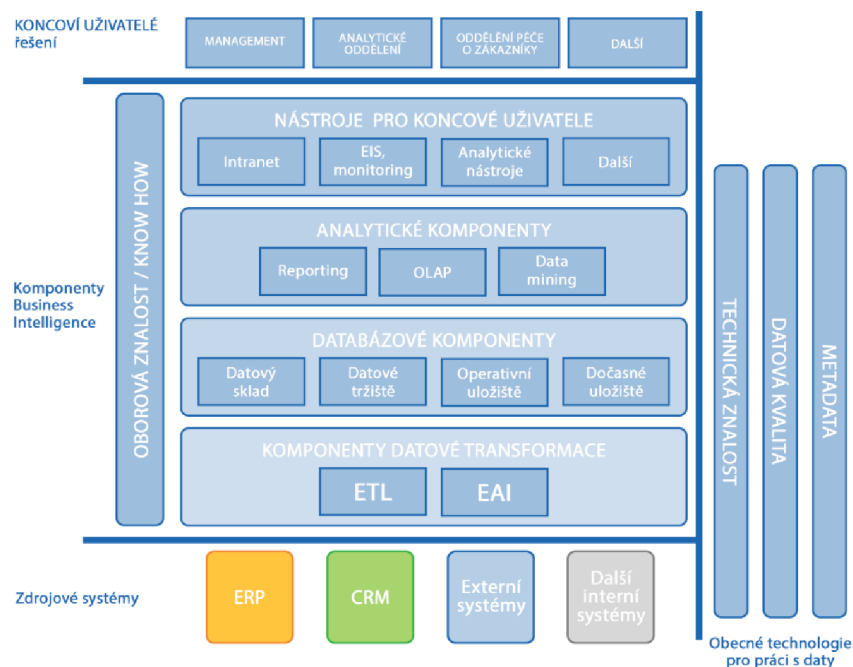 KONCOVÍ UŽIVATELÉ
řešení
MANAGEMENT
ANALYTICKÉ
ODDĚLENÍ
ODDĚLENÍ PÉČE
O ZÁKAZNÍKY
DALŠÍ
NÁSTROJE PRO KONCOVÉ UŽIVATELE
Intranet
EIS,
monitoring
Analytické
nástroje
Další
ANALYTICKÉ KOMPONENTY
Reporting
OLAP
Data
mining
Komponenty
Business
Intelligence
OBOROVÁ ZNALOST / KNOW HOW
DATABÁZOVÉ KOMPONENTY
Datový
sklad
Datové
tržiště
Operativní
uložiště
Dočasné
uložiště
KOMPONENTY DATOVÉ TRANSFORMACE
ETL
EAI
TECHNICKÁ ZNALOST
DATOVÁ KVALITA
METADATA
Zdrojové systémy
ERP
CRM
Externí
systémy
Další
interní
systémy
Obecné technologie
pro práci s daty